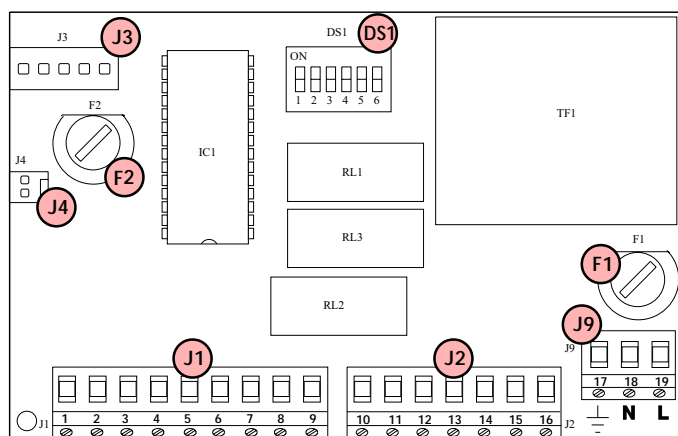 J3
J3
DS1
DS1
ON
1 2 3 4 5 6
TF1
F2
F2
IC1
J4
J4
RL1
RL3
RL2
F1
F1
J9
J9
17 18 19
N L
J1
J1
1 2 3 4 5 6 7 8 9
J2
10 11 12 13 14 15 16
J2